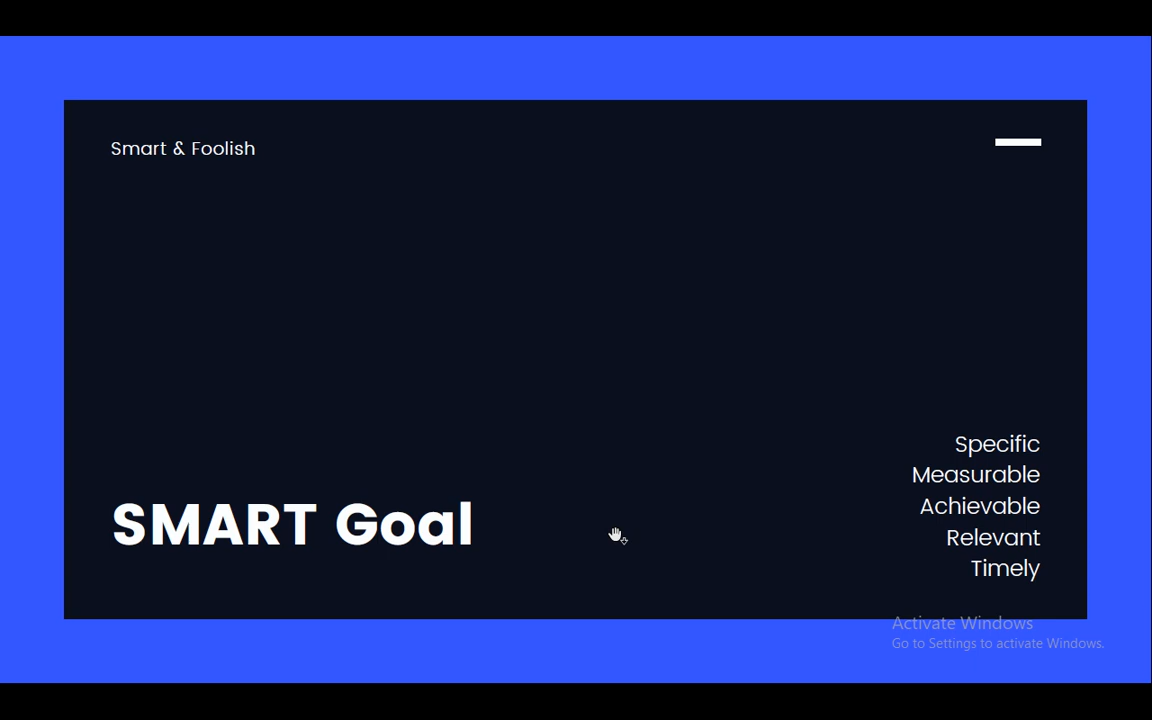 Smart & Foolish
SMART Goal
Specific
Measurable
Achievable
Relevant
Timely
Activate Windows
Go to Settings to activate Windows.